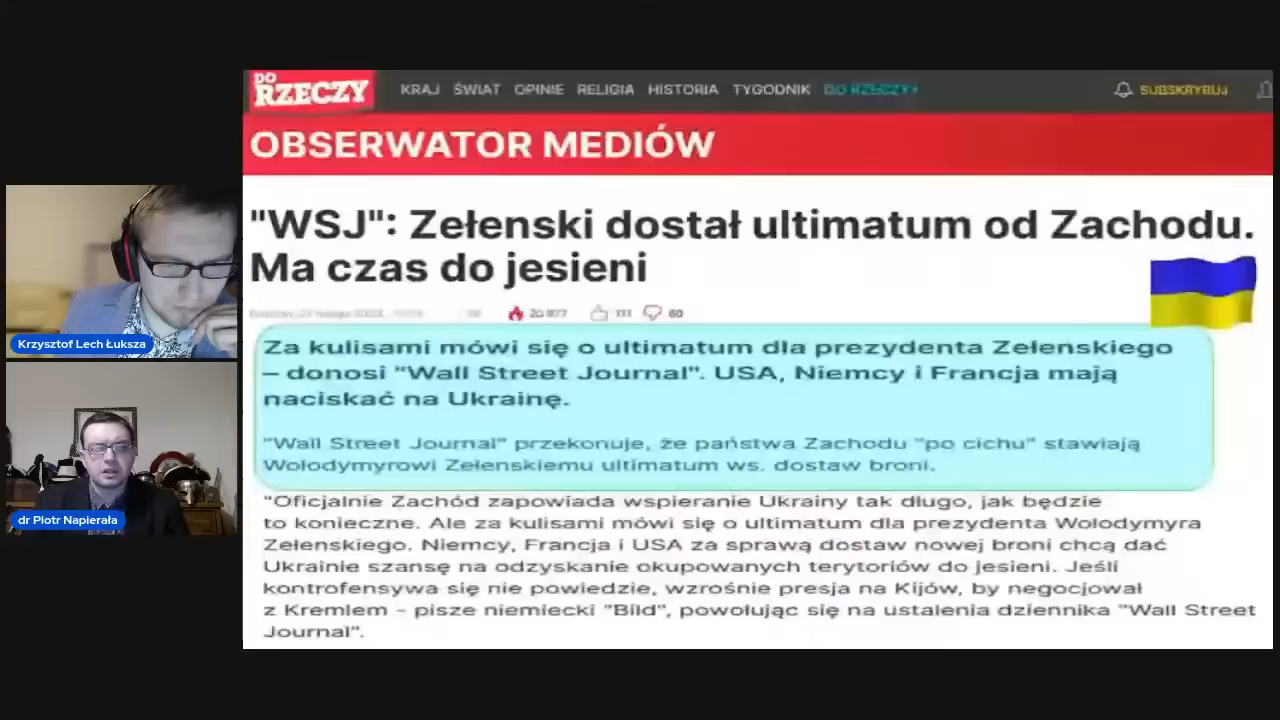 DO
RZECZY
KRAJ ŚWIAT OPINIE RELIGIA HISTORIA TYGODNIK DO RZECZY+
SUBSKRYBUJ
OBSERWATOR MEDIÓW
"WSJ": Zełenski dostał ultimatum od Zachodu.
Ma czas do jesieni
111 60
Za kulisami mówi się o ultimatum dla prezydenta Zełenskiego
– donosi "Wall Street Journal". USA, Niemcy i Francja mają
naciskać na Ukrainę.
"Wall Street Journal" przekonuje, że państwa Zachodu "po cichu" stawiają
Wołodymyrowi Zełenskiemu ultimatum ws. dostaw broni.
"Oficjalnie Zachód zapowiada wspieranie Ukrainy tak długo, jak będzie
to konieczne. Ale za kulisami mówi się o ultimatum dla prezydenta Wołodymyra
Zełenskiego. Niemcy, Francja i USA za sprawą dostaw nowej broni chcą dać
Ukrainie szansę na odzyskanie okupowanych terytoriów do jesieni. Jeśli
kontrofensywa się nie powiedzie, wzrośnie presja na Kijów, by negocjował
z Kremlem – pisze niemiecki "Bild", powołując się na ustalenia dziennika "Wall Street
Journal".
Krzysztof Lech Łuksza
dr Piotr Napierała